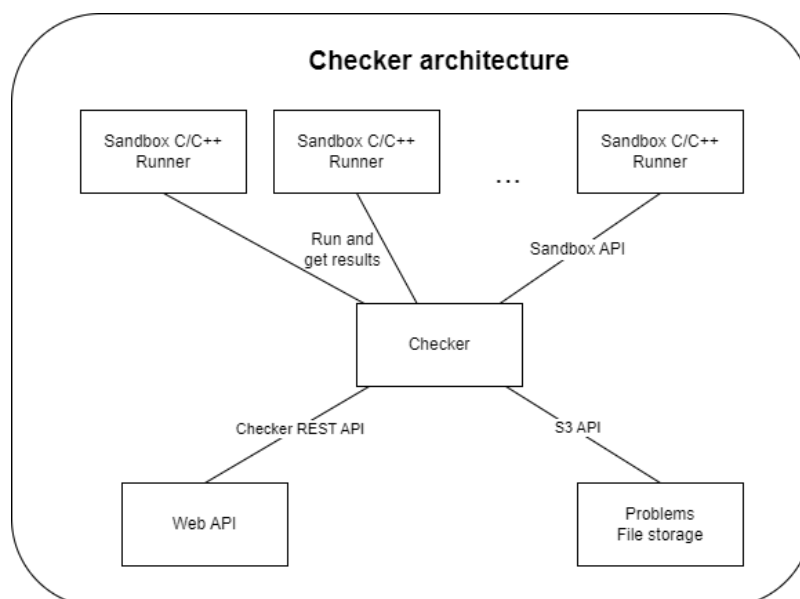 Checker architecture
Sandbox C/C++
Runner
Sandbox C/C++
Runner
...
Sandbox C/C++
Runner
Run and
get results
Sandbox API
Checker
Checker REST API
S3 API
Web API
Problems
File storage